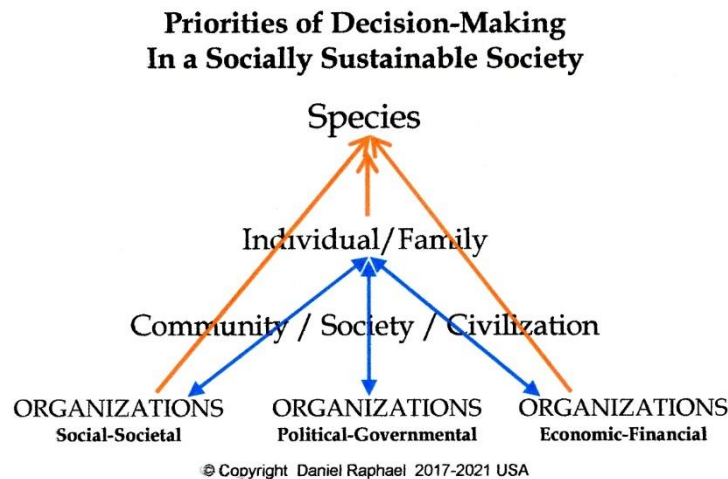 Priorities of Decision-Making
In a Socially Sustainable Society
Species
Individual/Family
Community / Society / Civilization
ORGANIZATIONS ORGANIZATIONS ORGANIZATIONS
Social-Societal Political-Governmental Economic-Financial
© Copyright Daniel Raphael 2017-2021 USA